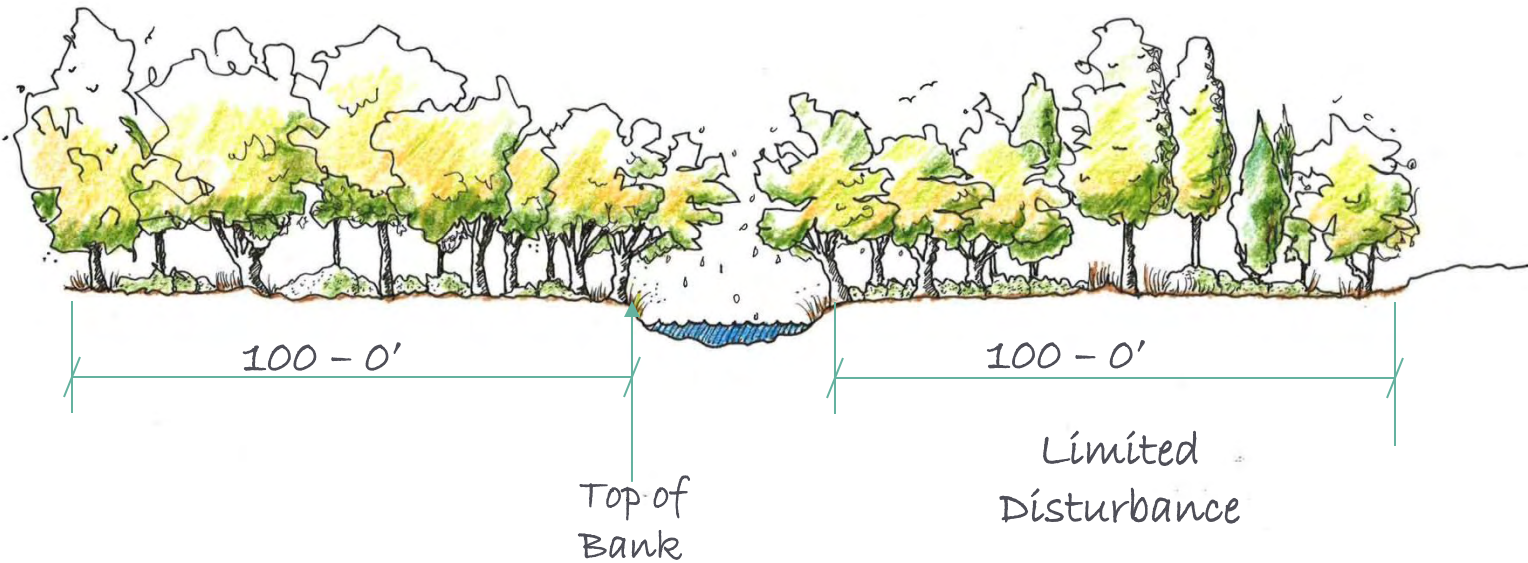 100 – 0'
100 – 0'
Limited
Disturbance
Top of
Bank